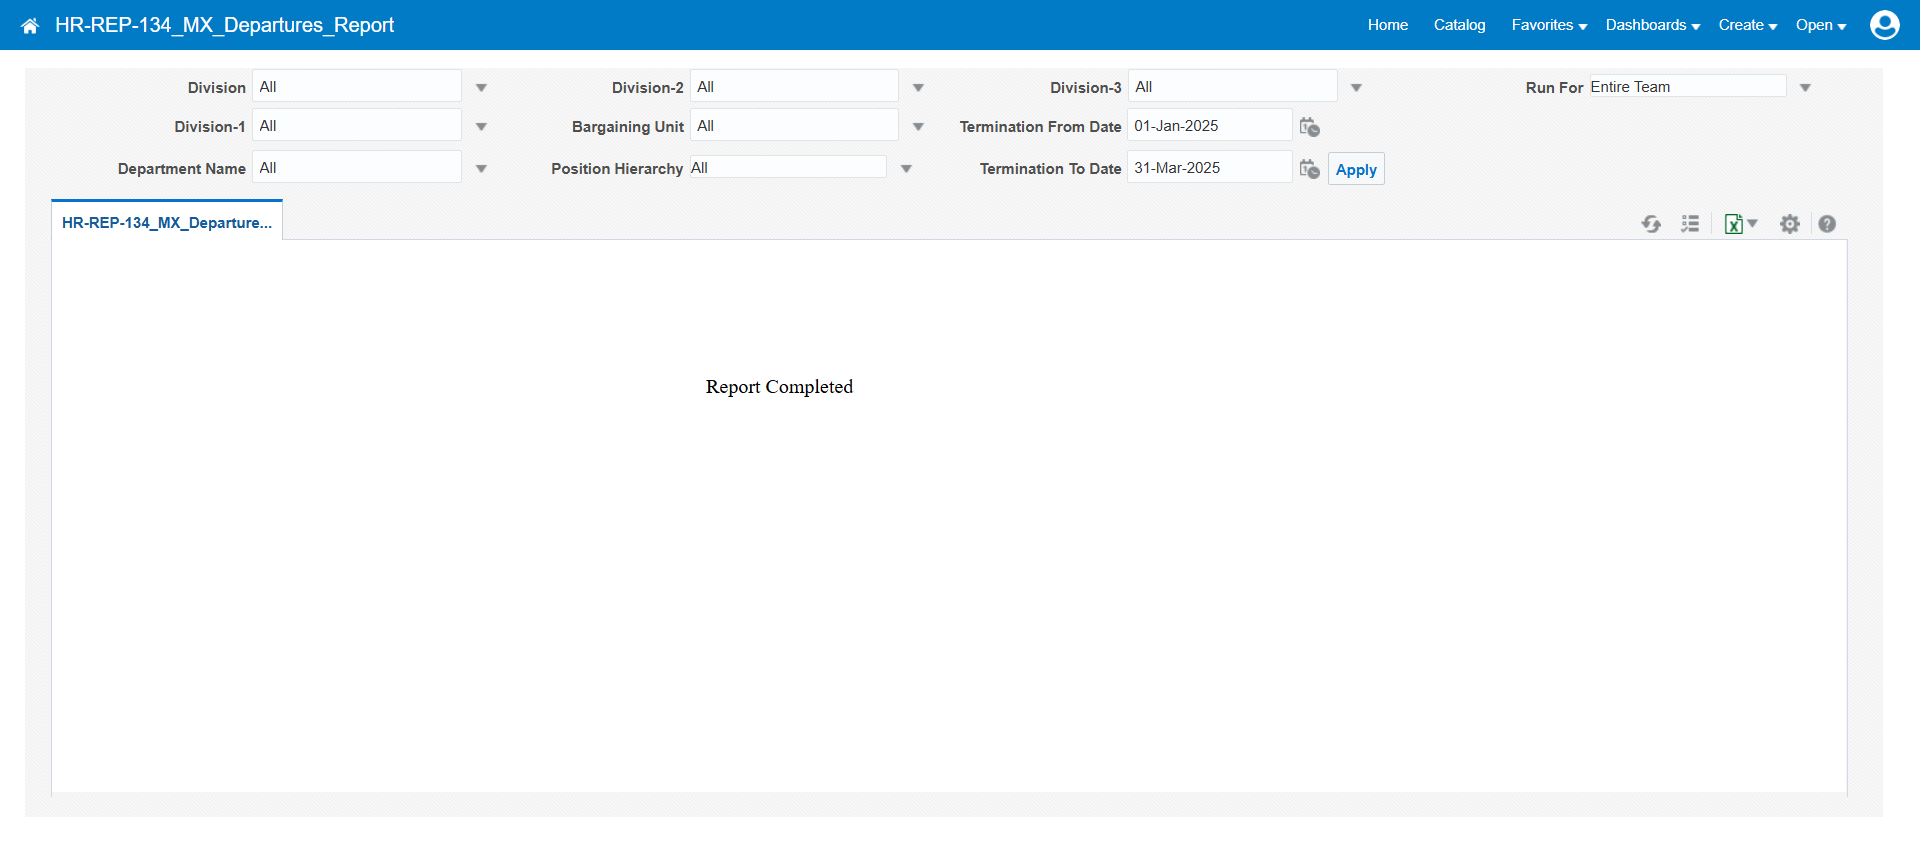 HR-REP-134_MX_Departures_Report
Home Catalog Favorites Dashboards Create Open
Division All Division-2 All Division-3 All Run For Entire Team
Division-1 All Bargaining Unit All Termination From Date 01-Jan-2025
Department Name All Position Hierarchy All Termination To Date 31-Mar-2025 Apply
HR-REP-134_MX_Departure...
Report Completed